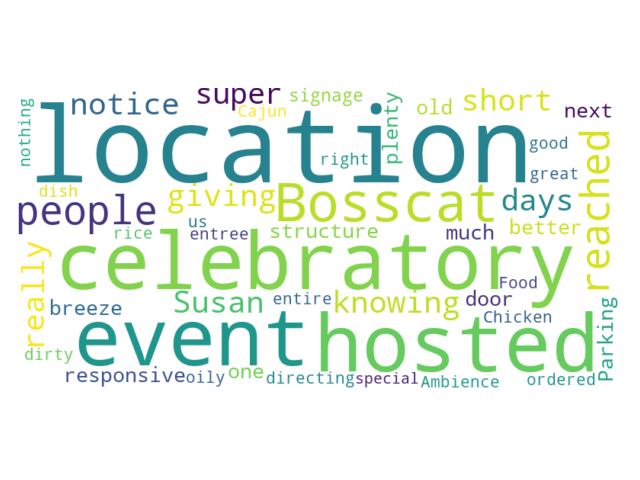 nothing
notice
super
signage
Cajun
plenty
old
short
next
location
right
good
great
reached
dish
people
giving
Bosscat
days
better
rice
us
entree
structure
much
really
celebratory
Food
breeze
Susan
entire
knowing
door
Chicken
Parking
event
hosted
dirty
responsive
oily
one
directing
special
Ambience
ordered